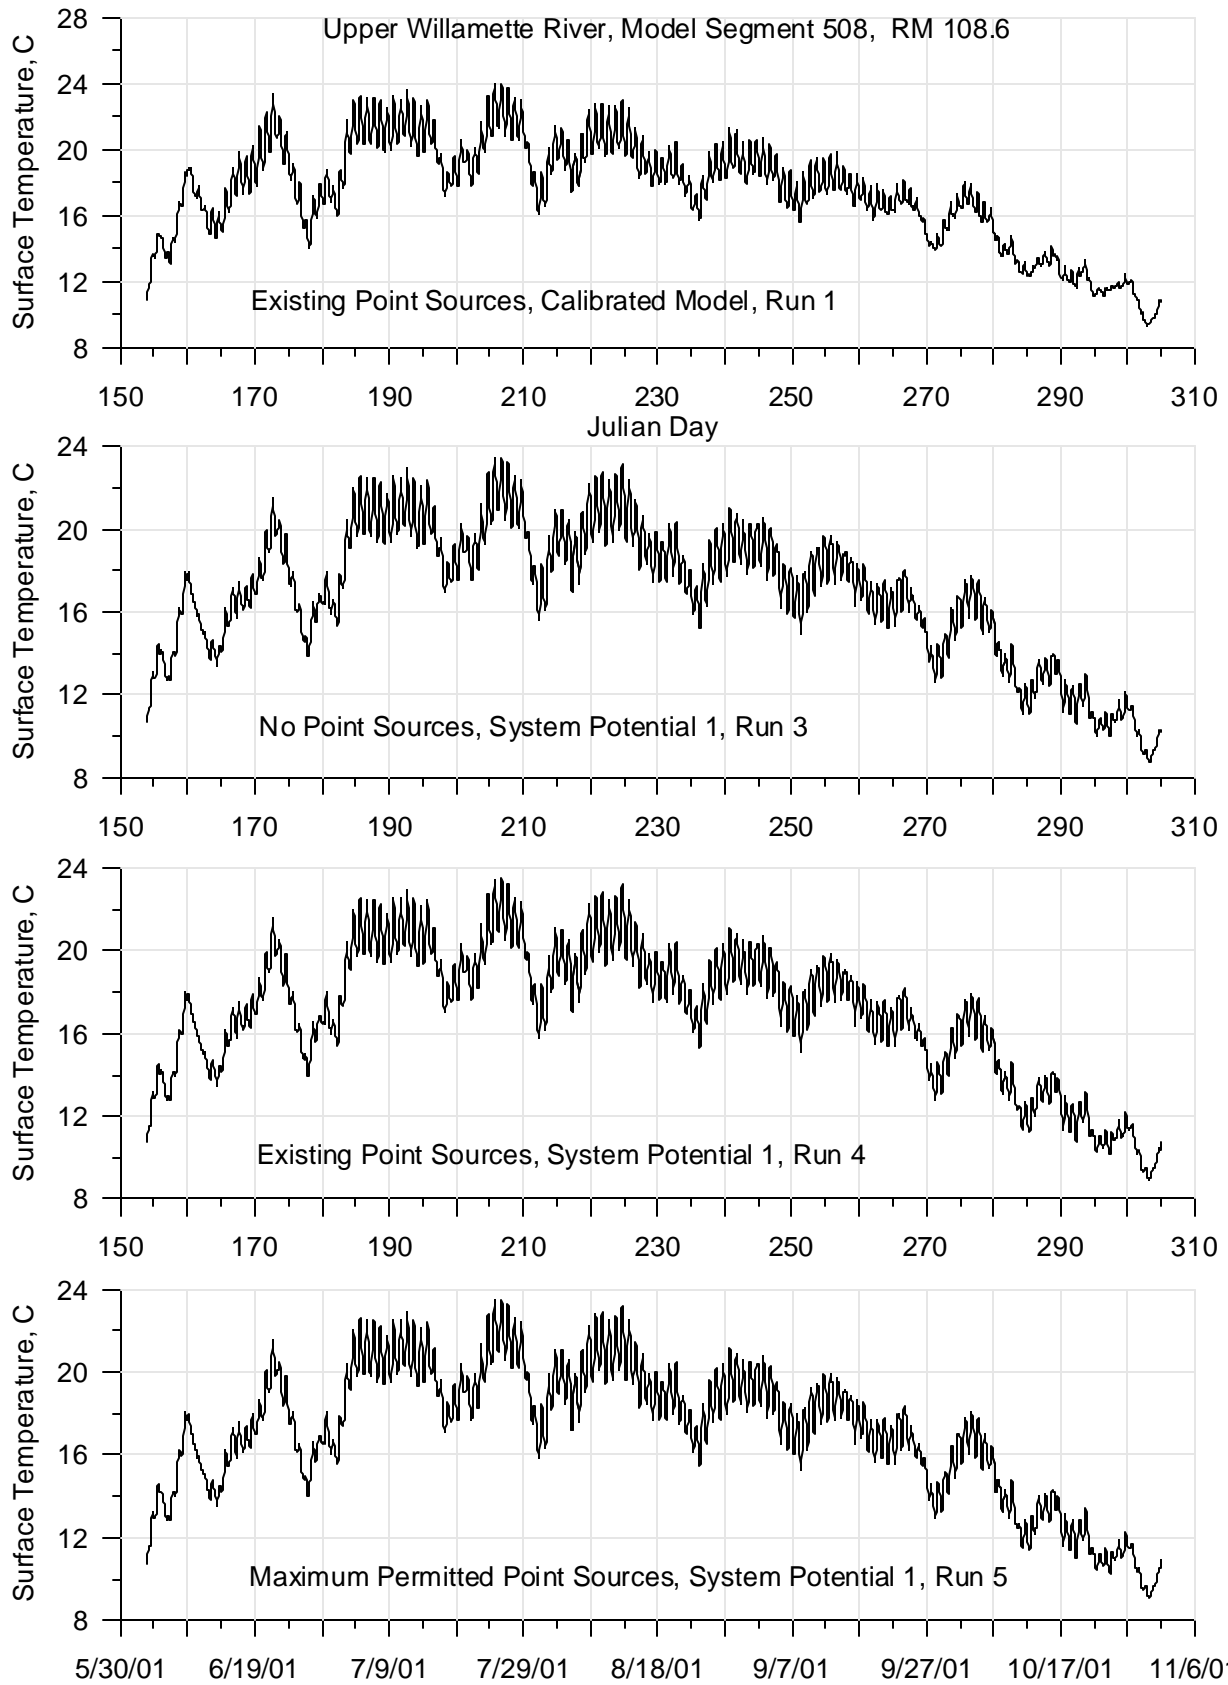 28
Upper Willamette River, Model Segment 508, RM 108.6
24
20
16
12
8
Surface Temperature, C
Existing Point Sources, Calibrated Model, Run 1
150 170 190 210 230 250 270 290 310
Julian Day
24
20
16
12
8
Surface Temperature, C
No Point Sources, System Potential 1, Run 3
150 170 190 210 230 250 270 290 310
24
20
16
12
8
Surface Temperature, C
Existing Point Sources, System Potential 1, Run 4
150 170 190 210 230 250 270 290 310
24
20
16
12
8
Surface Temperature, C
Maximum Permitted Point Sources, System Potential 1, Run 5
5/30/01 6/19/01 7/9/01 7/29/01 8/18/01 9/7/01 9/27/01 10/17/01 11/6/01